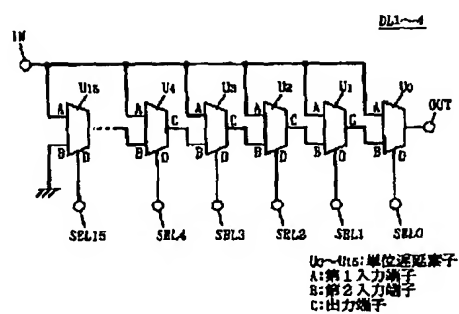 DL1〜4
IN
U15 U4 U3 U2 U1 U0 OUT
A A A A A A
C C C C
B B B B B B
D D D D D D
SEL15 SEL4 SEL3 SEL2 SEL1 SEL0
U0〜U15:単位遅延素子
A:第1入力端子
B:第2入力端子
C:出力端子